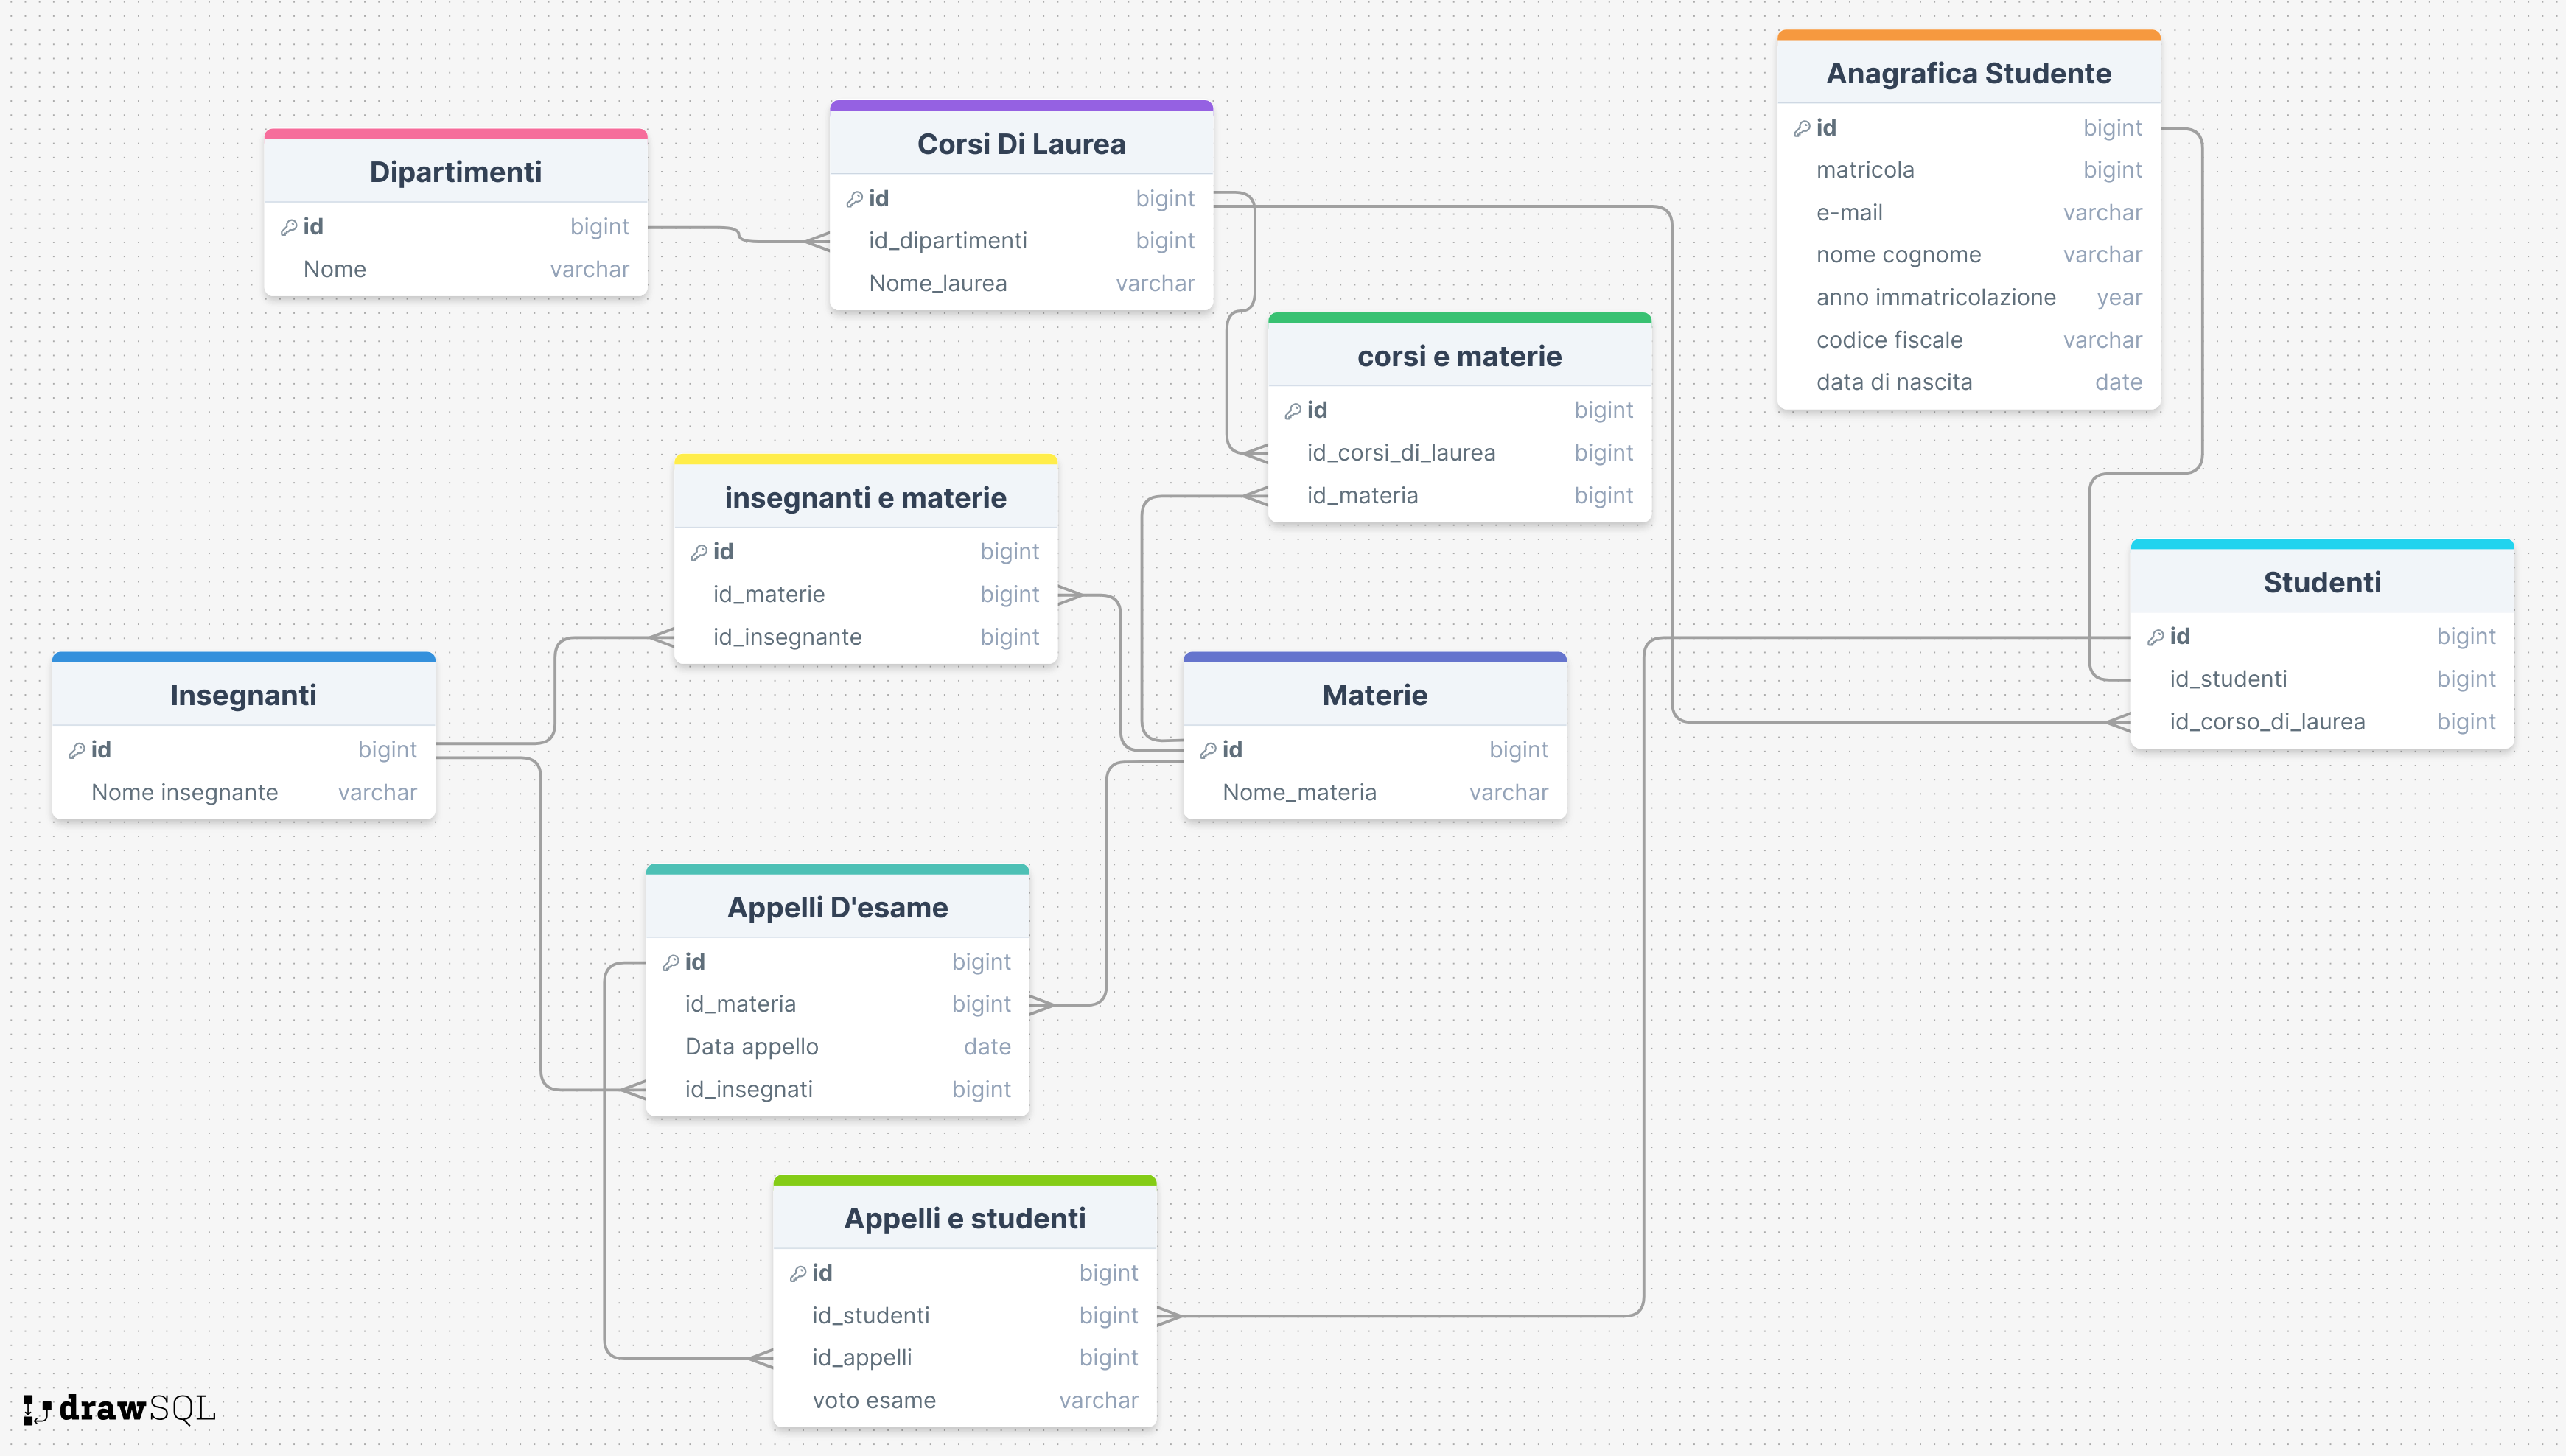 Anagrafica Studente
id bigint
matricola bigint
e-mail varchar
nome cognome varchar
anno immatricolazione year
codice fiscale varchar
data di nascita date
Corsi Di Laurea
id bigint
id_dipartimenti bigint
Nome_laurea varchar
Dipartimenti
id bigint
Nome varchar
corsi e materie
id bigint
id_corsi_di_laurea bigint
id_materia bigint
insegnanti e materie
id bigint
id_materie bigint
id_insegnante bigint
Studenti
id bigint
id_studenti bigint
id_corso_di_laurea bigint
Insegnanti
id bigint
Nome insegnante varchar
Materie
id bigint
Nome_materia varchar
Appelli D'esame
id bigint
id_materia bigint
Data appello date
id_insegnati bigint
Appelli e studenti
id bigint
id_studenti bigint
id_appelli bigint
voto esame varchar
drawSQL